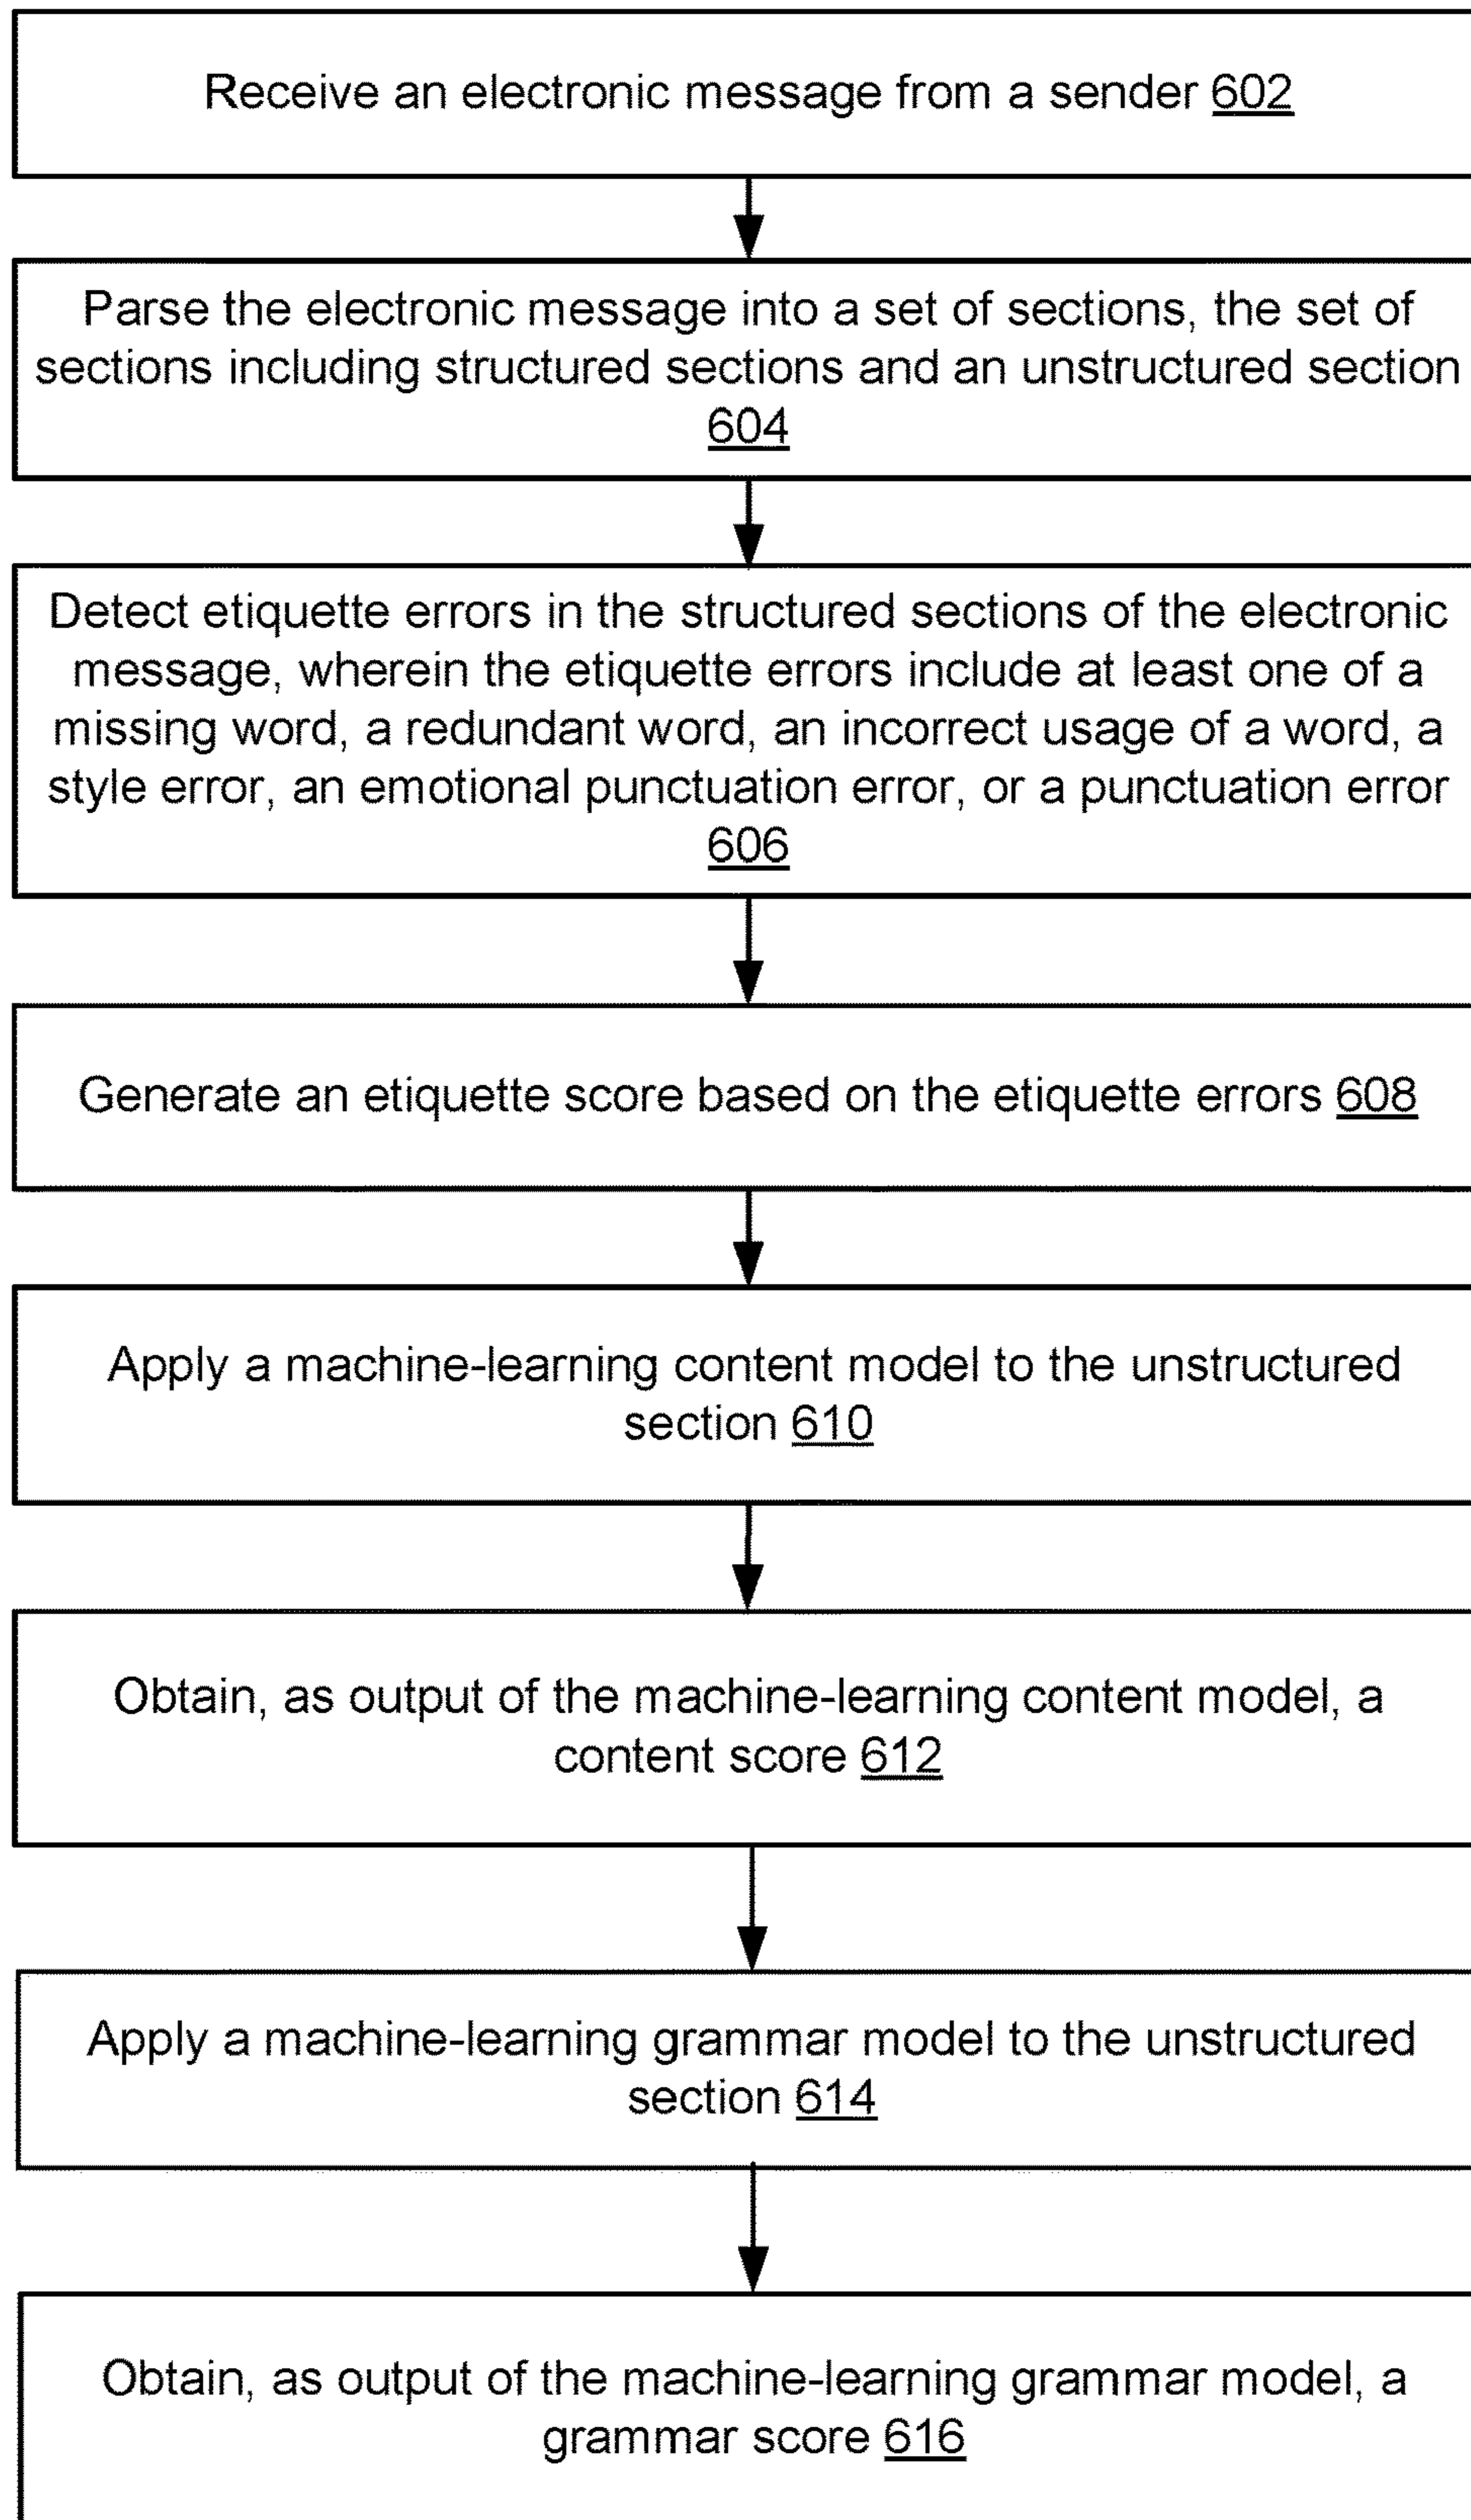 Receive an electronic message from a sender 602
Parse the electronic message into a set of sections, the set of
sections including structured sections and an unstructured section
604
Detect etiquette errors in the structured sections of the electronic
message, wherein the etiquette errors include at least one of a
missing word, a redundant word, an incorrect usage of a word, a
style error, an emotional punctuation error, or a punctuation error
606
Generate an etiquette score based on the etiquette errors 608
Apply a machine-learning content model to the unstructured
section 610
Obtain, as output of the machine-learning content model, a
content score 612
Apply a machine-learning grammar model to the unstructured
section 614
Obtain, as output of the machine-learning grammar model, a
grammar score 616